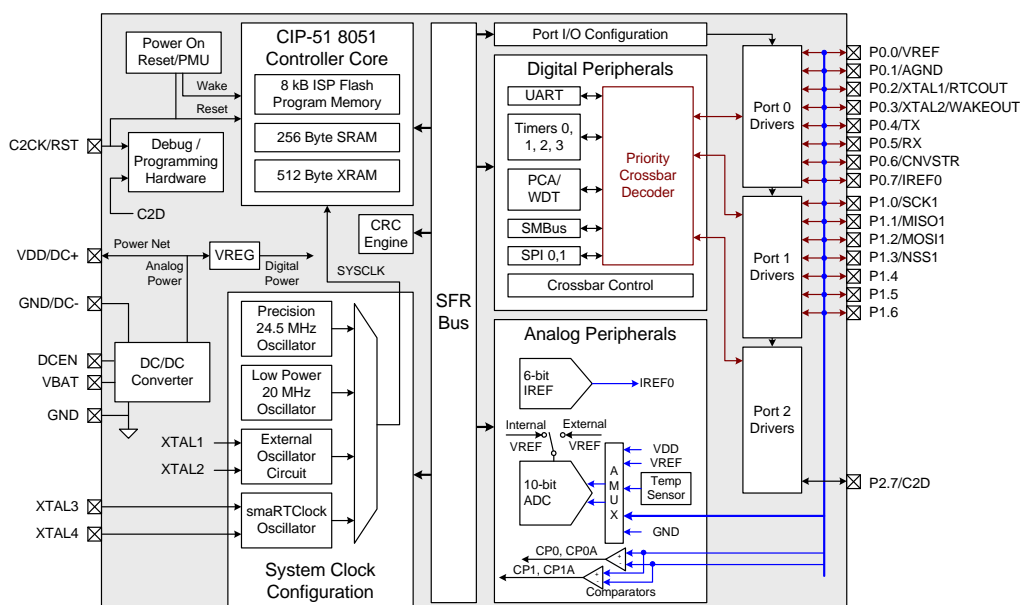 Power On
Reset/PMU
Wake
Reset
C2CK/RST
Debug /
Programming
Hardware
C2D
CIP-51 8051
Controller Core
8 kB ISP Flash
Program Memory
256 Byte SRAM
512 Byte XRAM
CRC
Engine
SYSCLK
VDD/DC+
Power Net
VREG
Analog
Power
Digital
Power
GND/DC-
DCEN
VBAT
GND
DC/DC
Converter
XTAL1
XTAL2
XTAL3
XTAL4
Precision
24.5 MHz
Oscillator
Low Power
20 MHz
Oscillator
External
Oscillator
Circuit
smaRTClock
Oscillator
System Clock
Configuration
SFR
Bus
Port I/O Configuration
Digital Peripherals
UART
Timers 0,
1, 2, 3
PCA/
WDT
SMBus
SPI 0,1
Priority
Crossbar
Decoder
Crossbar Control
Analog Peripherals
6-bit
IREF
IREF0
Internal
VREF
External
VREF
10-bit
ADC
A
M
U
X
VDD
VREF
Temp
Sensor
GND
CP0, CP0A
CP1, CP1A
+
-
+
-
Comparators
Port 0
Drivers
Port 1
Drivers
Port 2
Drivers
P0.0/VREF
P0.1/AGND
P0.2/XTAL1/RTCOUT
P0.3/XTAL2/WAKEOUT
P0.4/TX
P0.5/RX
P0.6/CNVSTR
P0.7/IREF0
P1.0/SCK1
P1.1/MISO1
P1.2/MOSI1
P1.3/NSS1
P1.4
P1.5
P1.6
P2.7/C2D